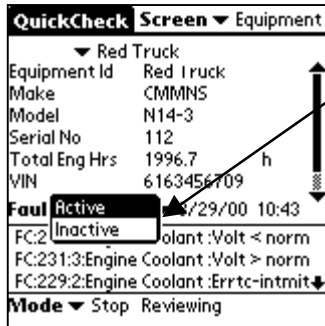 QuickCheck Screen Equipment
Red Truck
Equipment Id Red Truck
Make CMMNS
Model N14-3
Serial No 112
Total Eng Hrs 1996.7 h
VIN 6163456709
Faul /29/00 10:43
Active
Inactive
FC:2 oolant :Volt < norm
FC:231:3:Engine Coolant :Volt > norm
FC:229:2:Engine Coolant :Errtc-intmit
Mode Stop Reviewing